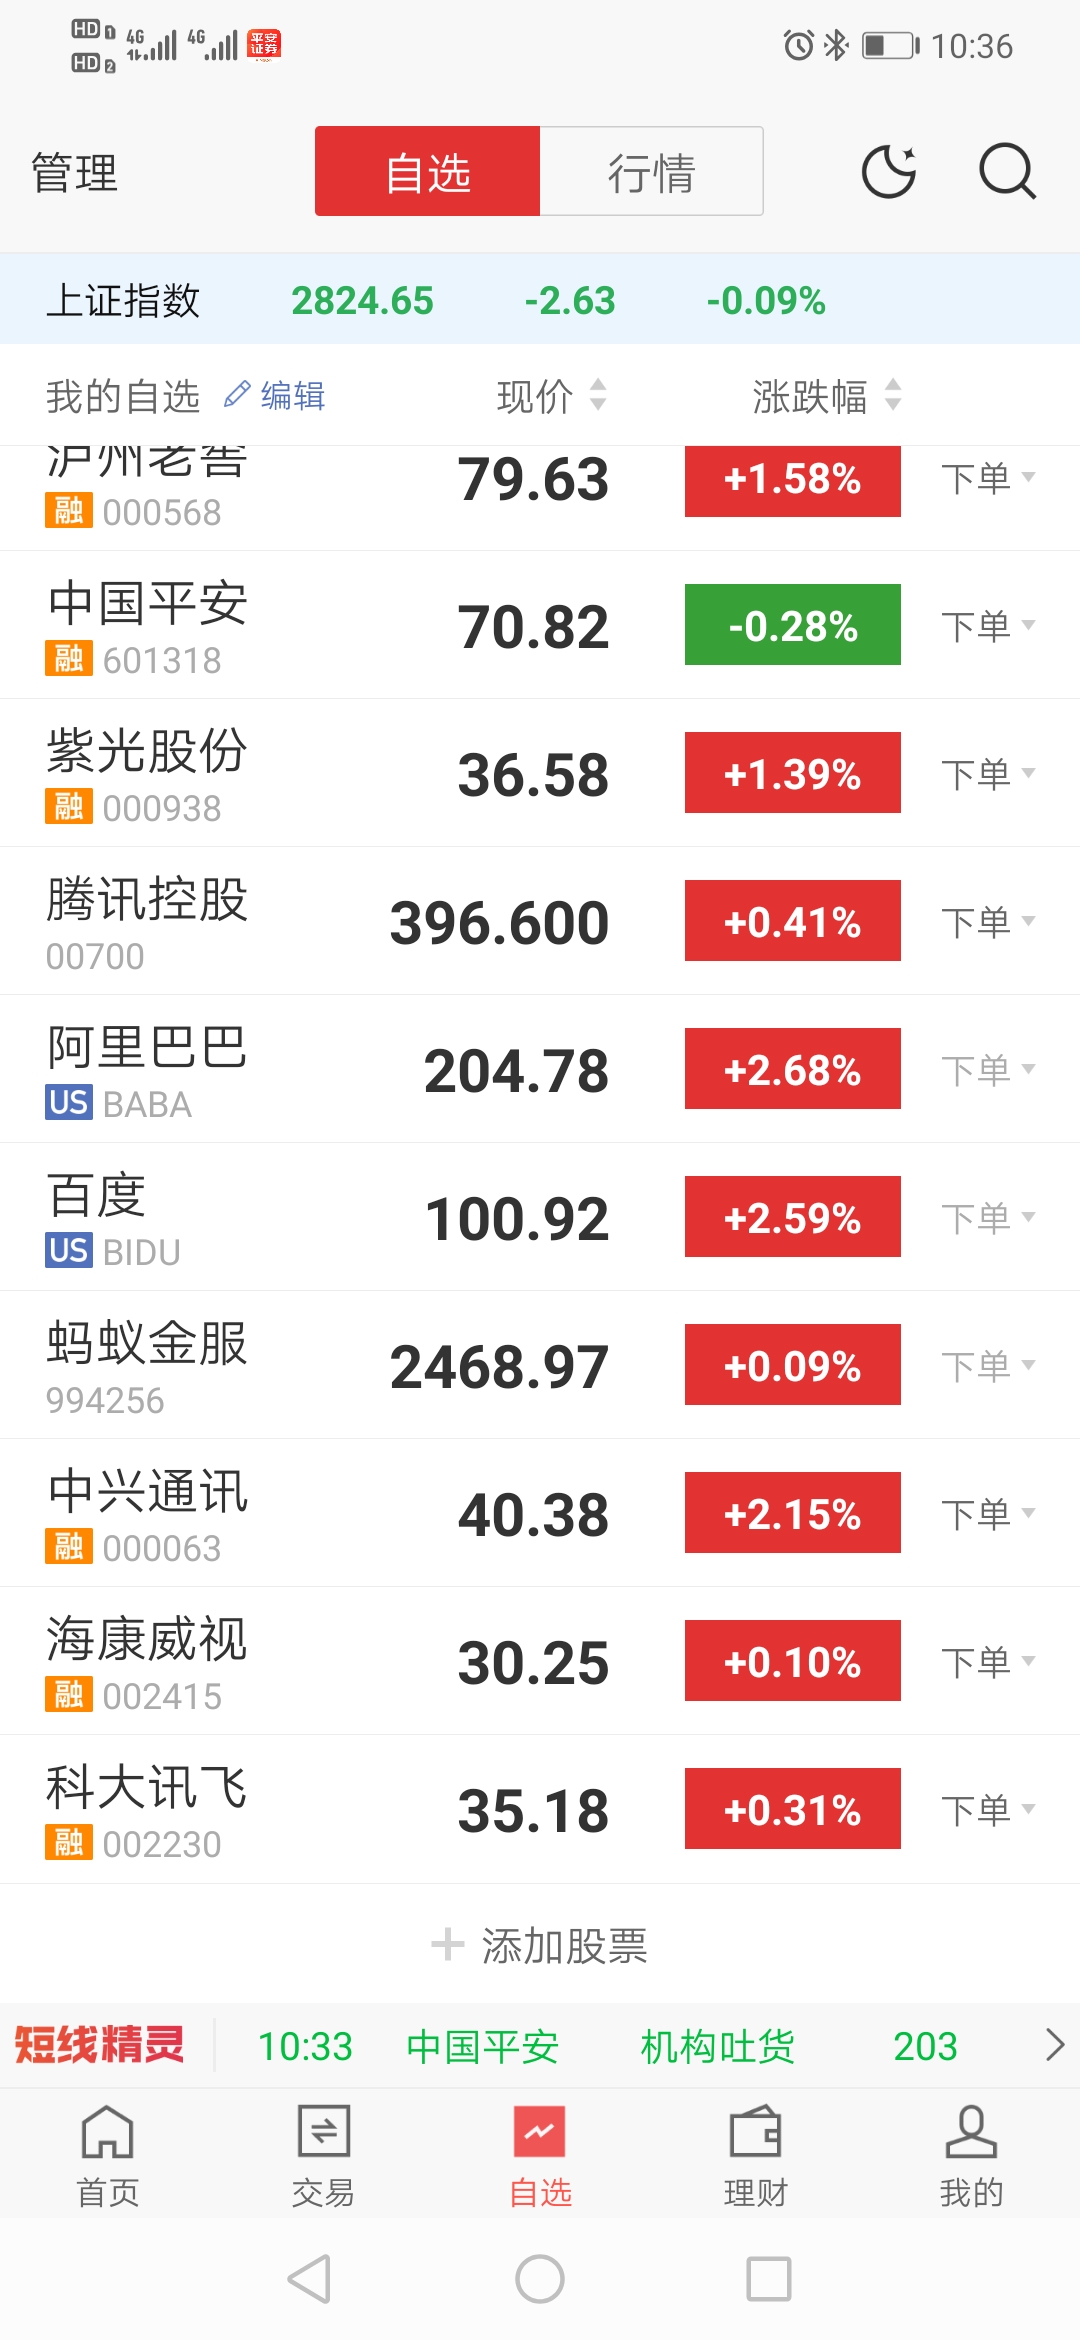 HD 1 4G 4G 平安证券 10:36
HD 2
管理 自选 行情
上证指数 2824.65 -2.63 -0.09%
我的自选 编辑 现价 涨跌幅
泸州老窖 79.63 +1.58% 下单
融 000568
中国平安 70.82 -0.28% 下单
融 601318
紫光股份 36.58 +1.39% 下单
融 000938
腾讯控股 396.600 +0.41% 下单
00700
阿里巴巴 204.78 +2.68% 下单
US BABA
百度 100.92 +2.59% 下单
US BIDU
蚂蚁金服 2468.97 +0.09% 下单
994256
中兴通讯 40.38 +2.15% 下单
融 000063
海康威视 30.25 +0.10% 下单
融 002415
科大讯飞 35.18 +0.31% 下单
融 002230
添加股票
短线精灵 10:33 中国平安 机构吐货 203
首页 交易 自选 理财 我的